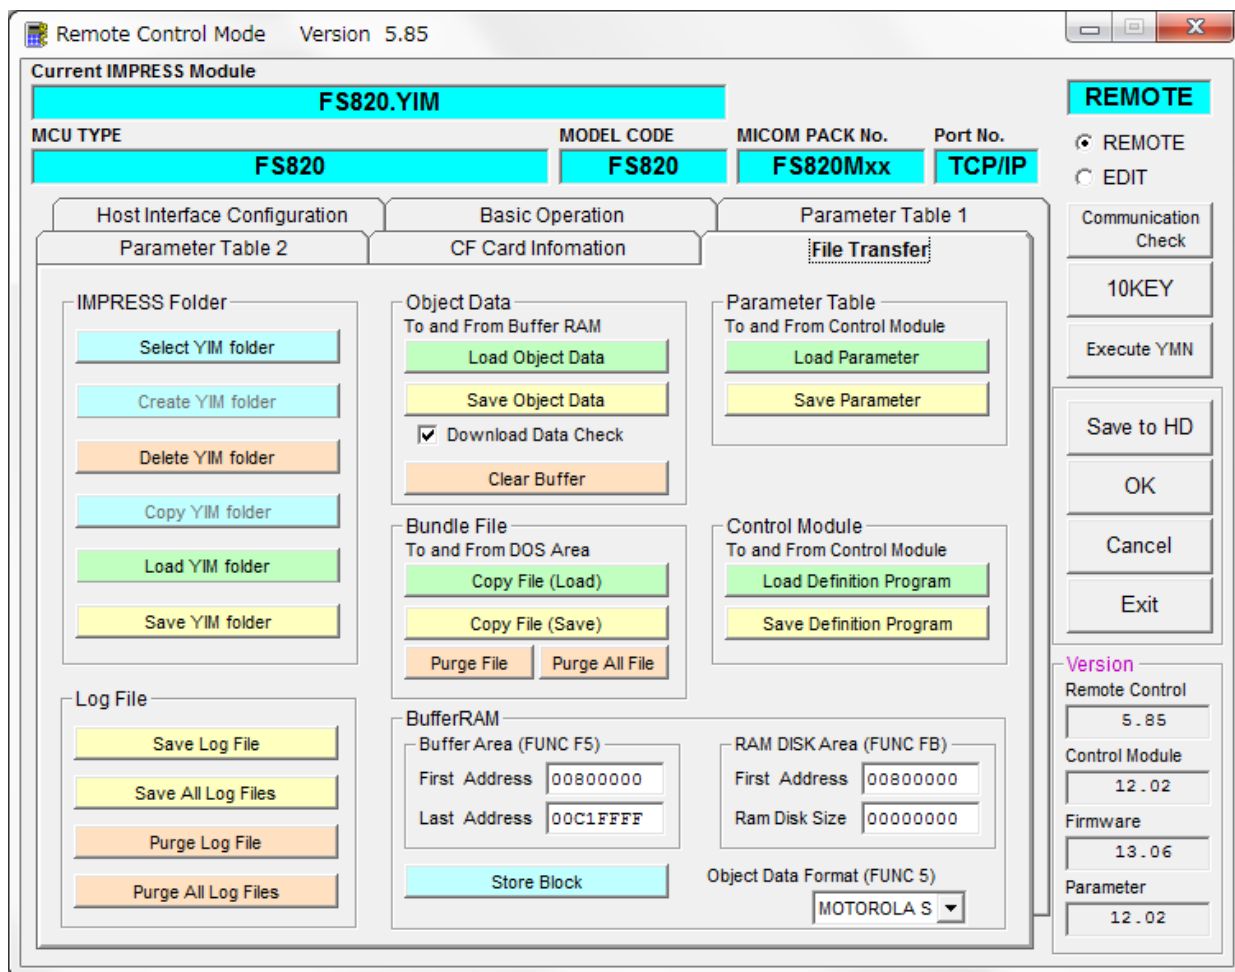 Remote Control Mode Version 5.85
Current IMPRESS Module
FS820.YIM
MCU TYPE
FS820
MODEL CODE
FS820
MICOM PACK No.
FS820Mxx
Port No.
TCP/IP
REMOTE
REMOTE
EDIT
Communication
Check
10KEY
Execute YMN
Save to HD
OK
Cancel
Exit
Host Interface Configuration
Basic Operation
Parameter Table 1
Parameter Table 2
CF Card Infomation
File Transfer
IMPRESS Folder
Select YIM folder
Create YIM folder
Delete YIM folder
Copy YIM folder
Load YIM folder
Save YIM folder
Log File
Save Log File
Save All Log Files
Purge Log File
Purge All Log Files
Object Data
To and From Buffer RAM
Load Object Data
Save Object Data
Download Data Check
Clear Buffer
Bundle File
To and From DOS Area
Copy File (Load)
Copy File (Save)
Purge File
Purge All File
Parameter Table
To and From Control Module
Load Parameter
Save Parameter
Control Module
To and From Control Module
Load Definition Program
Save Definition Program
BufferRAM
Buffer Area (FUNC F5)
First Address 00800000
Last Address 00C1FFFF
Store Block
RAM DISK Area (FUNC FB)
First Address 00800000
Ram Disk Size 00000000
Object Data Format (FUNC 5)
MOTOROLA S
Version
Remote Control
5.85
Control Module
12.02
Firmware
13.06
Parameter
12.02